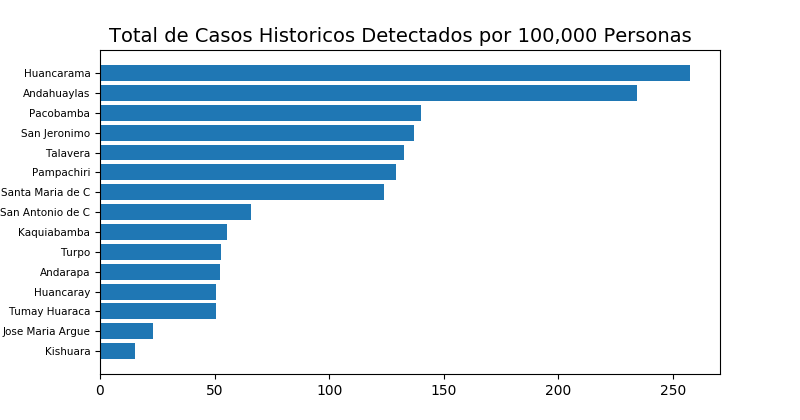 Total de Casos Historicos Detectados por 100,000 Personas
Huancarama
Andahuaylas
Pacobamba
San Jeronimo
Talavera
Pampachiri
Santa Maria de C
San Antonio de C
Kaquiabamba
Turpo
Andarapa
Huancaray
Tumay Huaraca
Jose Maria Argue
Kishuara
0 50 100 150 200 250